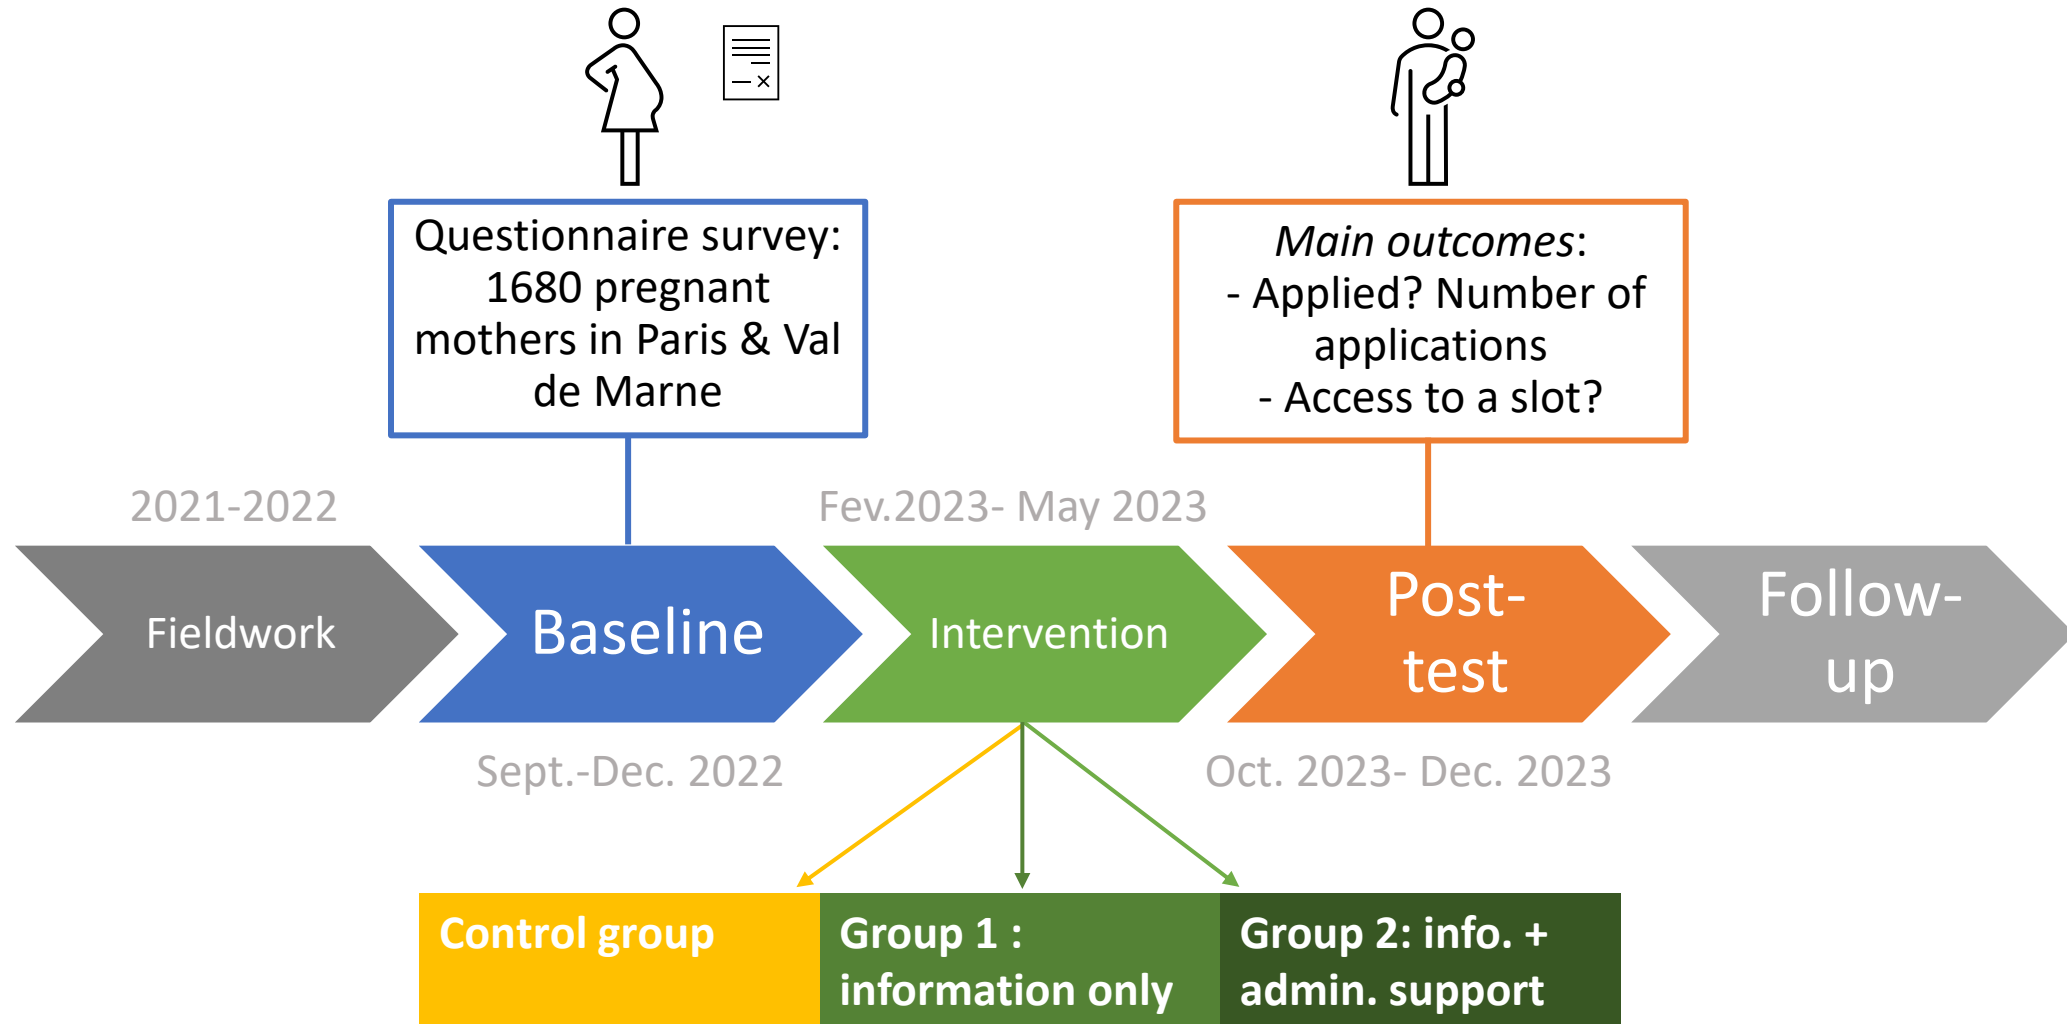 Questionnaire survey:
1680 pregnant
mothers in Paris & Val
de Marne
Main outcomes:
- Applied? Number of
applications
- Access to a slot?
2021-2022
Fev.2023- May 2023
Fieldwork
Baseline
Intervention
Post-
test
Follow-
up
Sept.-Dec. 2022
Oct. 2023- Dec. 2023
Control group
Group 1 :
information only
Group 2: info. +
admin. support